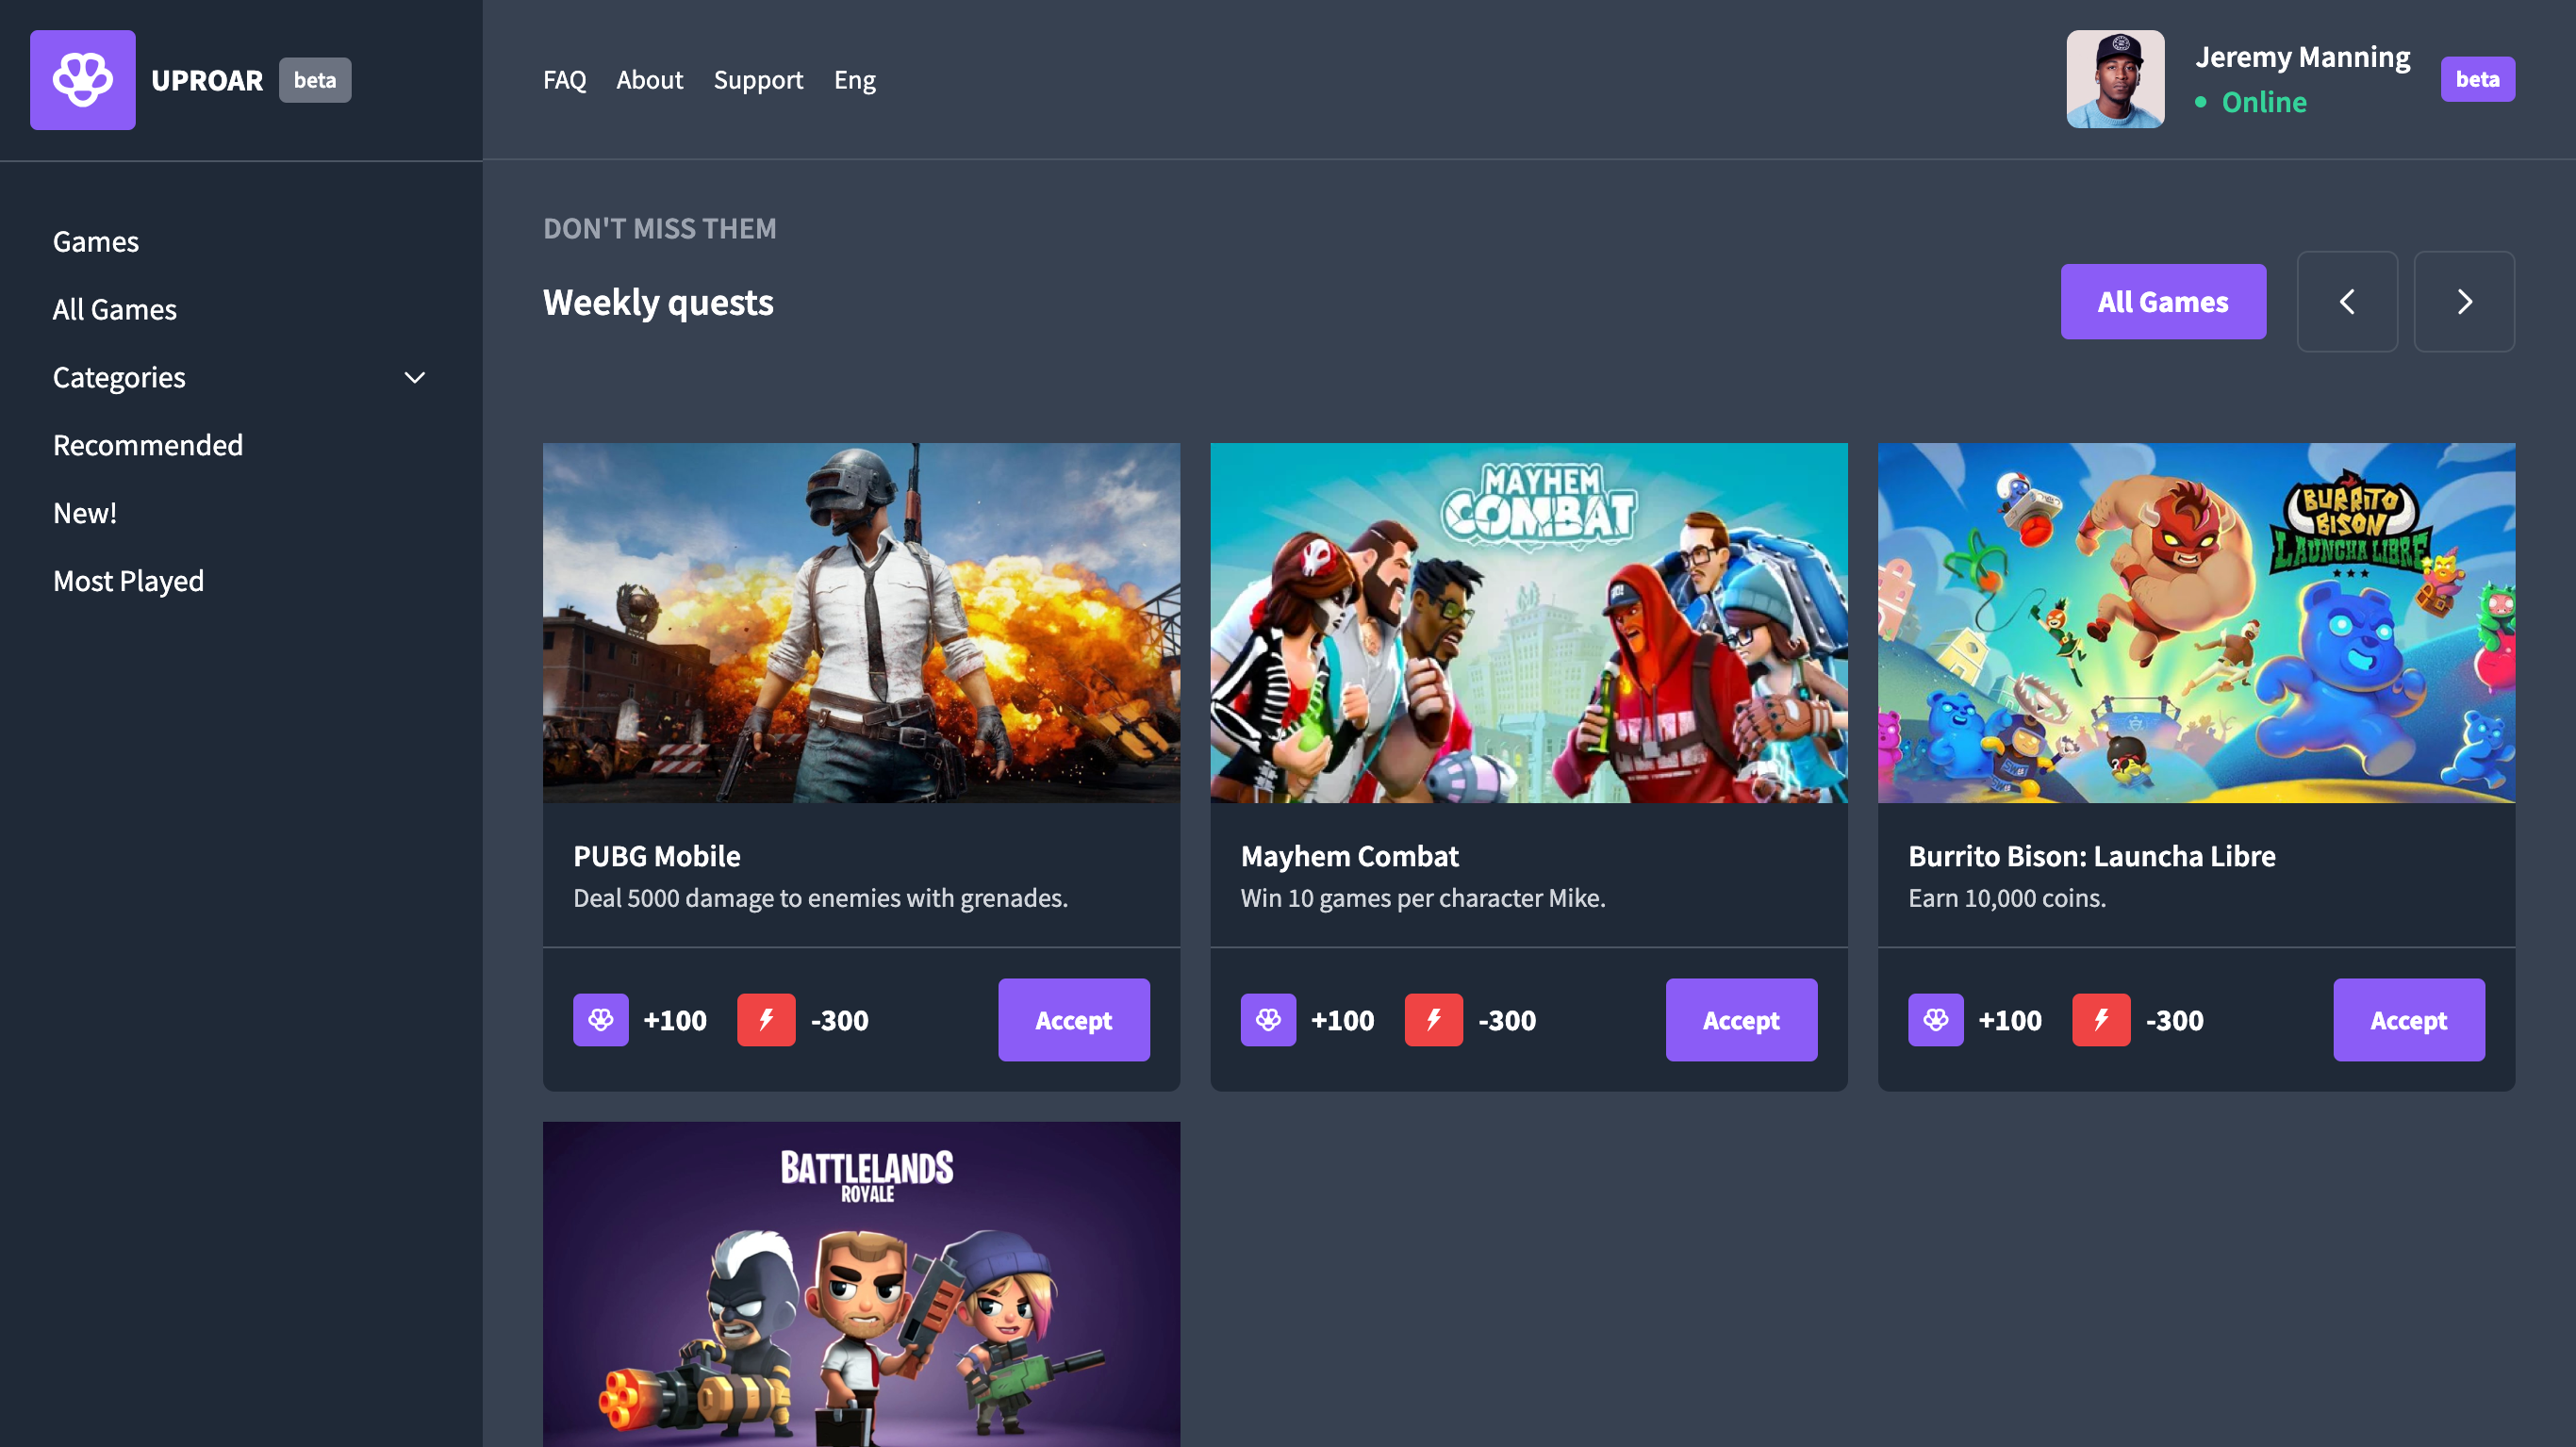 UPROAR beta
FAQ About Support Eng
Jeremy Manning
Online
beta
Games
All Games
Categories
Recommended
New!
Most Played
DON'T MISS THEM
Weekly quests
All Games
MAYHEM
COMBAT
BURRITO
BISON
LAUNCHA LIBRE
PUBG Mobile
Deal 5000 damage to enemies with grenades.
+100 -300 Accept
Mayhem Combat
Win 10 games per character Mike.
+100 -300 Accept
Burrito Bison: Launcha Libre
Earn 10,000 coins.
+100 -300 Accept
BATTLELANDS
ROYALE